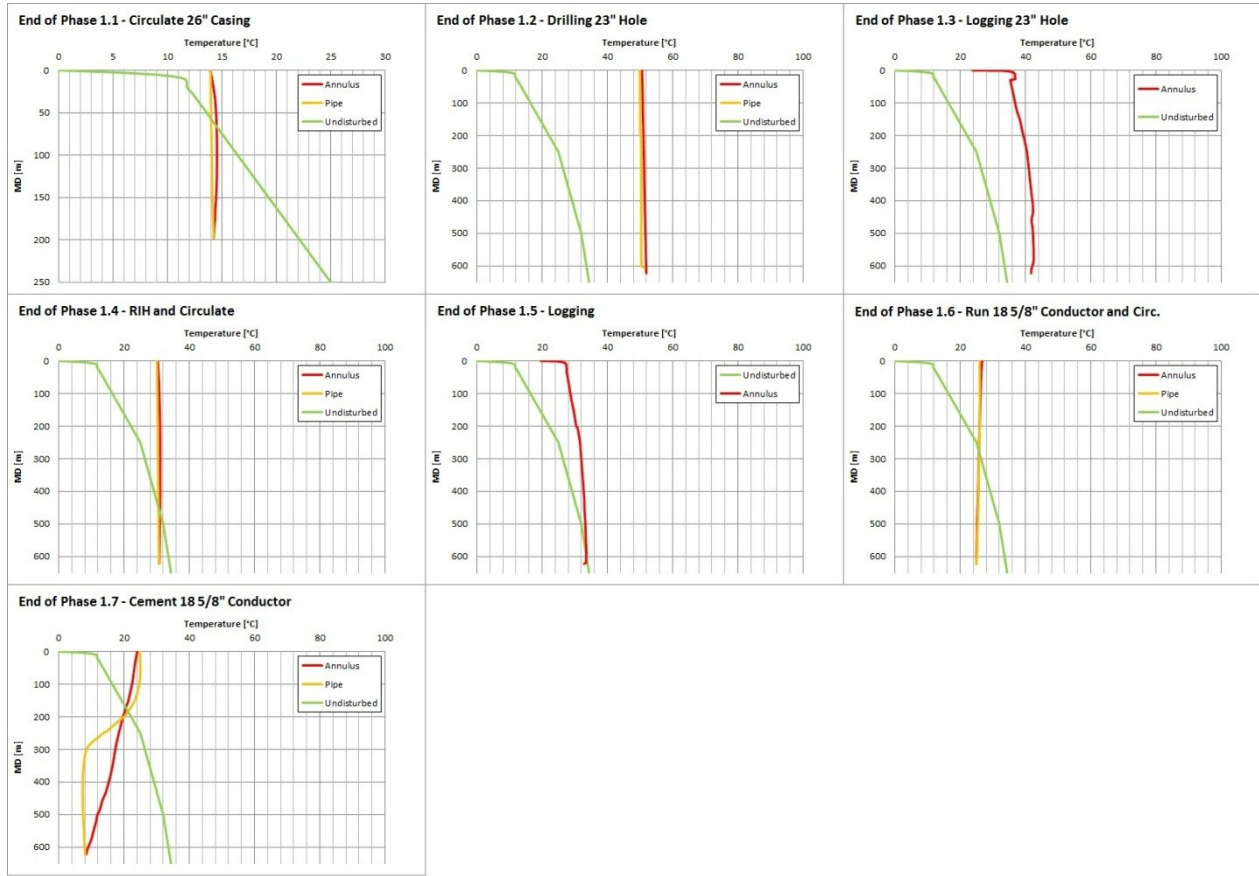 End of Phase 1.1 - Circulate 26" Casing
Temperature [°C]
0 5 10 15 20 25 30
0
50
100
150
200
250
MD [m]
Annulus
Pipe
Undisturbed
End of Phase 1.2 - Drilling 23" Hole
Temperature [°C]
0 20 40 60 80 100
0
100
200
300
400
500
600
MD [m]
Annulus
Pipe
Undisturbed
End of Phase 1.3 - Logging 23" Hole
Temperature [°C]
0 20 40 60 80 100
0
100
200
300
400
500
600
MD [m]
Annulus
Undisturbed
End of Phase 1.4 - RIH and Circulate
Temperature [°C]
0 20 40 60 80 100
0
100
200
300
400
500
600
MD [m]
Annulus
Pipe
Undisturbed
End of Phase 1.5 - Logging
Temperature [°C]
0 20 40 60 80 100
0
100
200
300
400
500
600
MD [m]
Undisturbed
Annulus
End of Phase 1.6 - Run 18 5/8" Conductor and Circ.
Temperature [°C]
0 20 40 60 80 100
0
100
200
300
400
500
600
MD [m]
Annulus
Pipe
Undisturbed
End of Phase 1.7 - Cement 18 5/8" Conductor
Temperature [°C]
0 20 40 60 80 100
0
100
200
300
400
500
600
MD [m]
Annulus
Pipe
Undisturbed